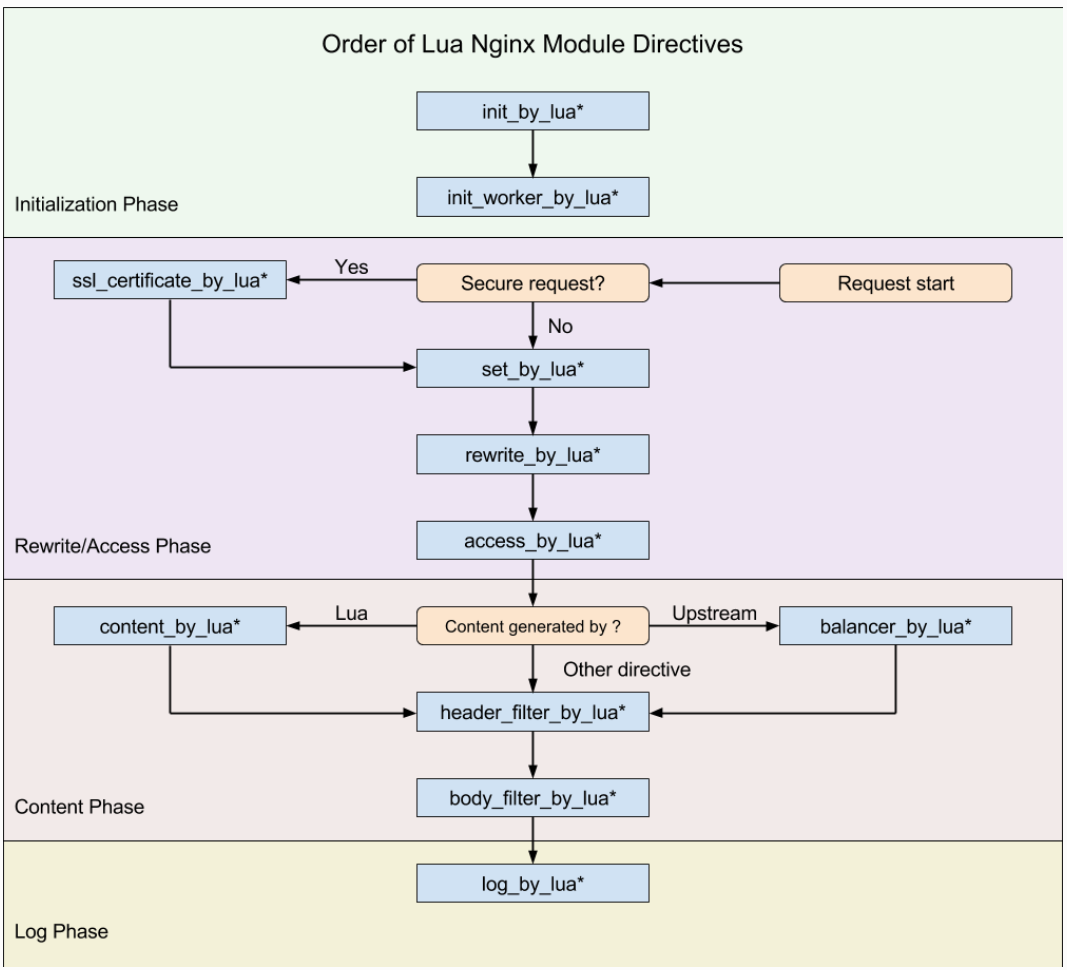 Order of Lua Nginx Module Directives
init_by_lua*
init_worker_by_lua*
Initialization Phase
ssl_certificate_by_lua*
Yes
Secure request?
Request start
No
set_by_lua*
rewrite_by_lua*
access_by_lua*
Rewrite/Access Phase
content_by_lua*
Lua
Content generated by ?
Upstream
balancer_by_lua*
Other directive
header_filter_by_lua*
body_filter_by_lua*
Content Phase
log_by_lua*
Log Phase